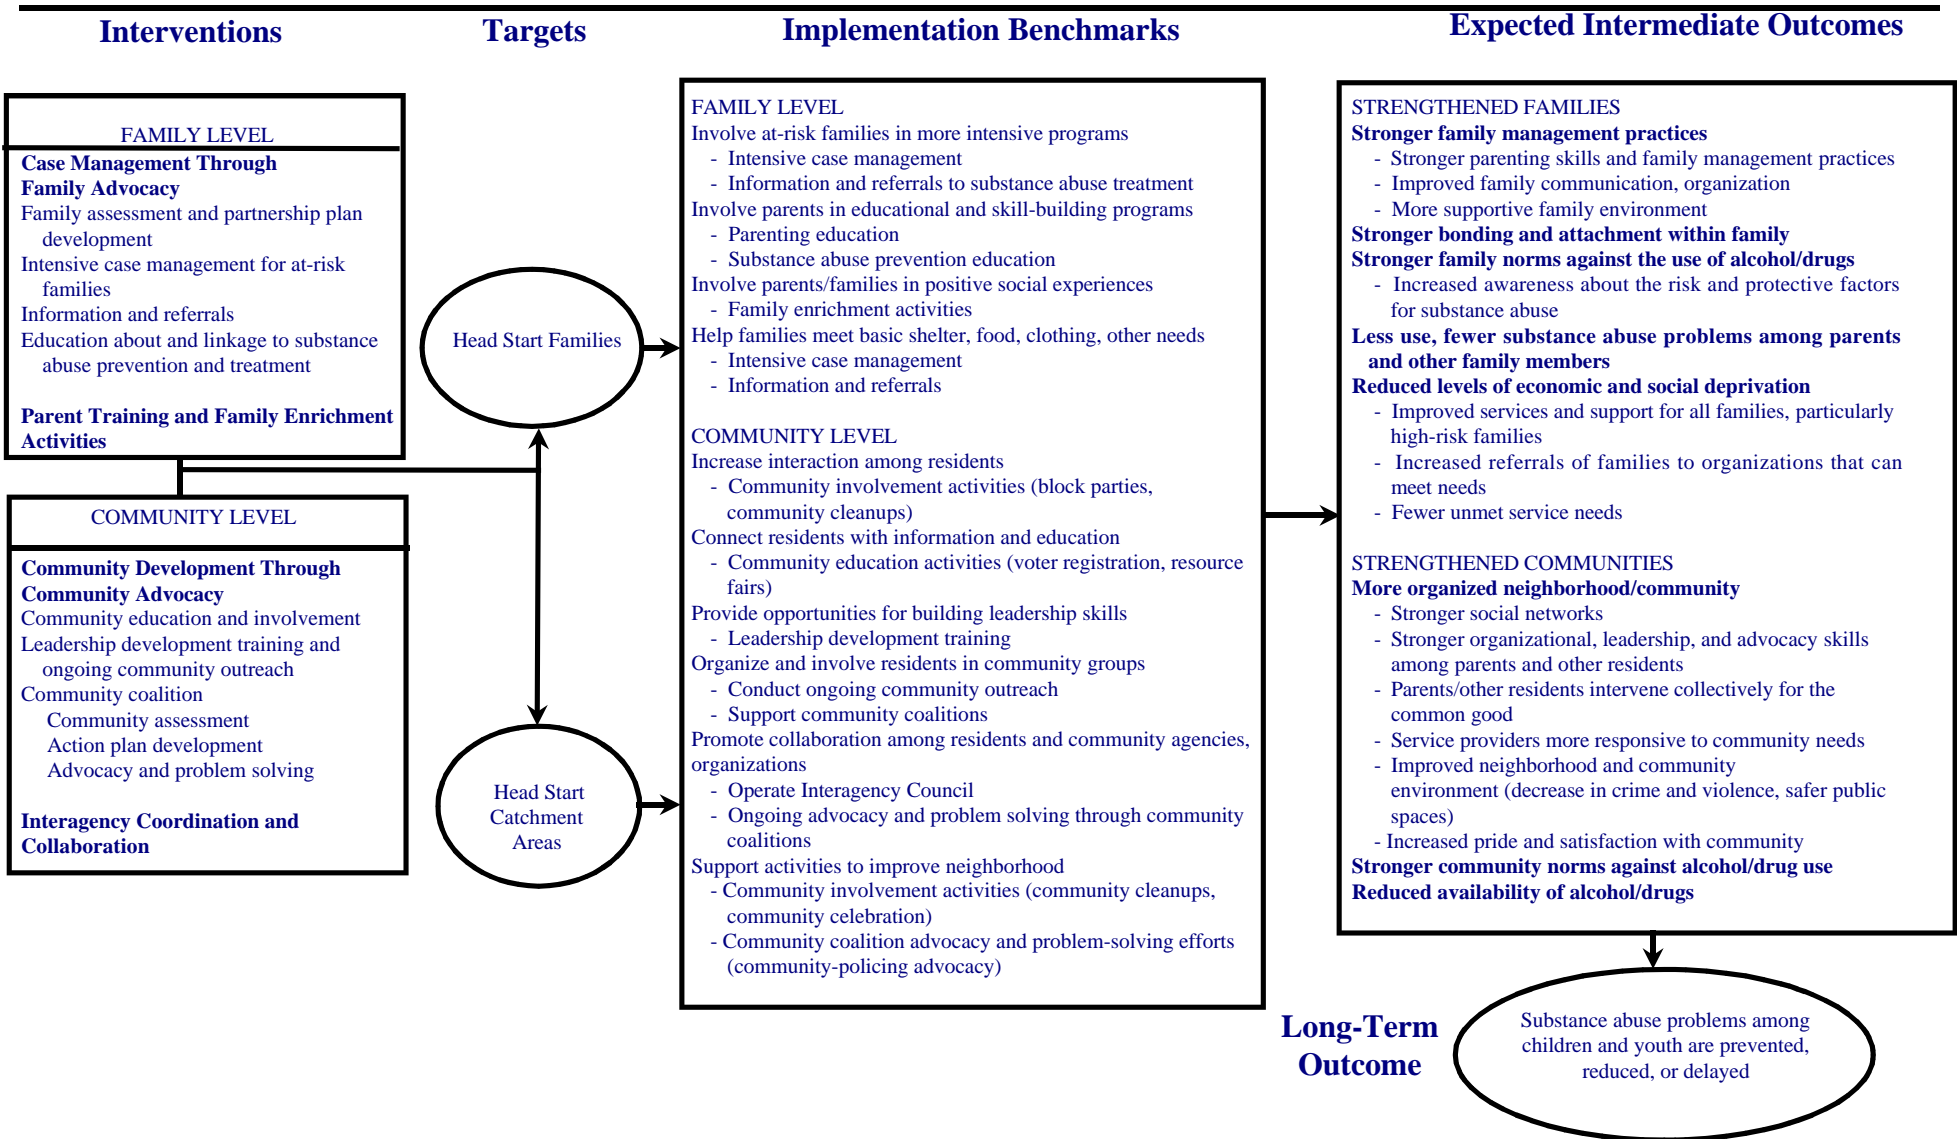 Interventions
Targets
Implementation Benchmarks
Expected Intermediate Outcomes
FAMILY LEVEL
Case Management Through
Family Advocacy
Family assessment and partnership plan
development
Intensive case management for at-risk
families
Information and referrals
Education about and linkage to substance
abuse prevention and treatment
Parent Training and Family Enrichment
Activities
COMMUNITY LEVEL
Community Development Through
Community Advocacy
Community education and involvement
Leadership development training and
ongoing community outreach
Community coalition
Community assessment
Action plan development
Advocacy and problem solving
Interagency Coordination and
Collaboration
Head Start Families
Head Start
Catchment
Areas
FAMILY LEVEL
Involve at-risk families in more intensive programs
- Intensive case management
- Information and referrals to substance abuse treatment
Involve parents in educational and skill-building programs
- Parenting education
- Substance abuse prevention education
Involve parents/families in positive social experiences
- Family enrichment activities
Help families meet basic shelter, food, clothing, other needs
- Intensive case management
- Information and referrals
COMMUNITY LEVEL
Increase interaction among residents
- Community involvement activities (block parties,
community cleanups)
Connect residents with information and education
- Community education activities (voter registration, resource
fairs)
Provide opportunities for building leadership skills
- Leadership development training
Organize and involve residents in community groups
- Conduct ongoing community outreach
- Support community coalitions
Promote collaboration among residents and community agencies,
organizations
- Operate Interagency Council
- Ongoing advocacy and problem solving through community
coalitions
Support activities to improve neighborhood
- Community involvement activities (community cleanups,
community celebration)
- Community coalition advocacy and problem-solving efforts
(community-policing advocacy)
STRENGTHENED FAMILIES
Stronger family management practices
- Stronger parenting skills and family management practices
- Improved family communication, organization
- More supportive family environment
Stronger bonding and attachment within family
Stronger family norms against the use of alcohol/drugs
- Increased awareness about the risk and protective factors
for substance abuse
Less use, fewer substance abuse problems among parents
and other family members
Reduced levels of economic and social deprivation
- Improved services and support for all families, particularly
high-risk families
- Increased referrals of families to organizations that can
meet needs
- Fewer unmet service needs
STRENGTHENED COMMUNITIES
More organized neighborhood/community
- Stronger social networks
- Stronger organizational, leadership, and advocacy skills
among parents and other residents
- Parents/other residents intervene collectively for the
common good
- Service providers more responsive to community needs
- Improved neighborhood and community
environment (decrease in crime and violence, safer public
spaces)
- Increased pride and satisfaction with community
Stronger community norms against alcohol/drug use
Reduced availability of alcohol/drugs
Long-Term
Outcome
Substance abuse problems among
children and youth are prevented,
reduced, or delayed